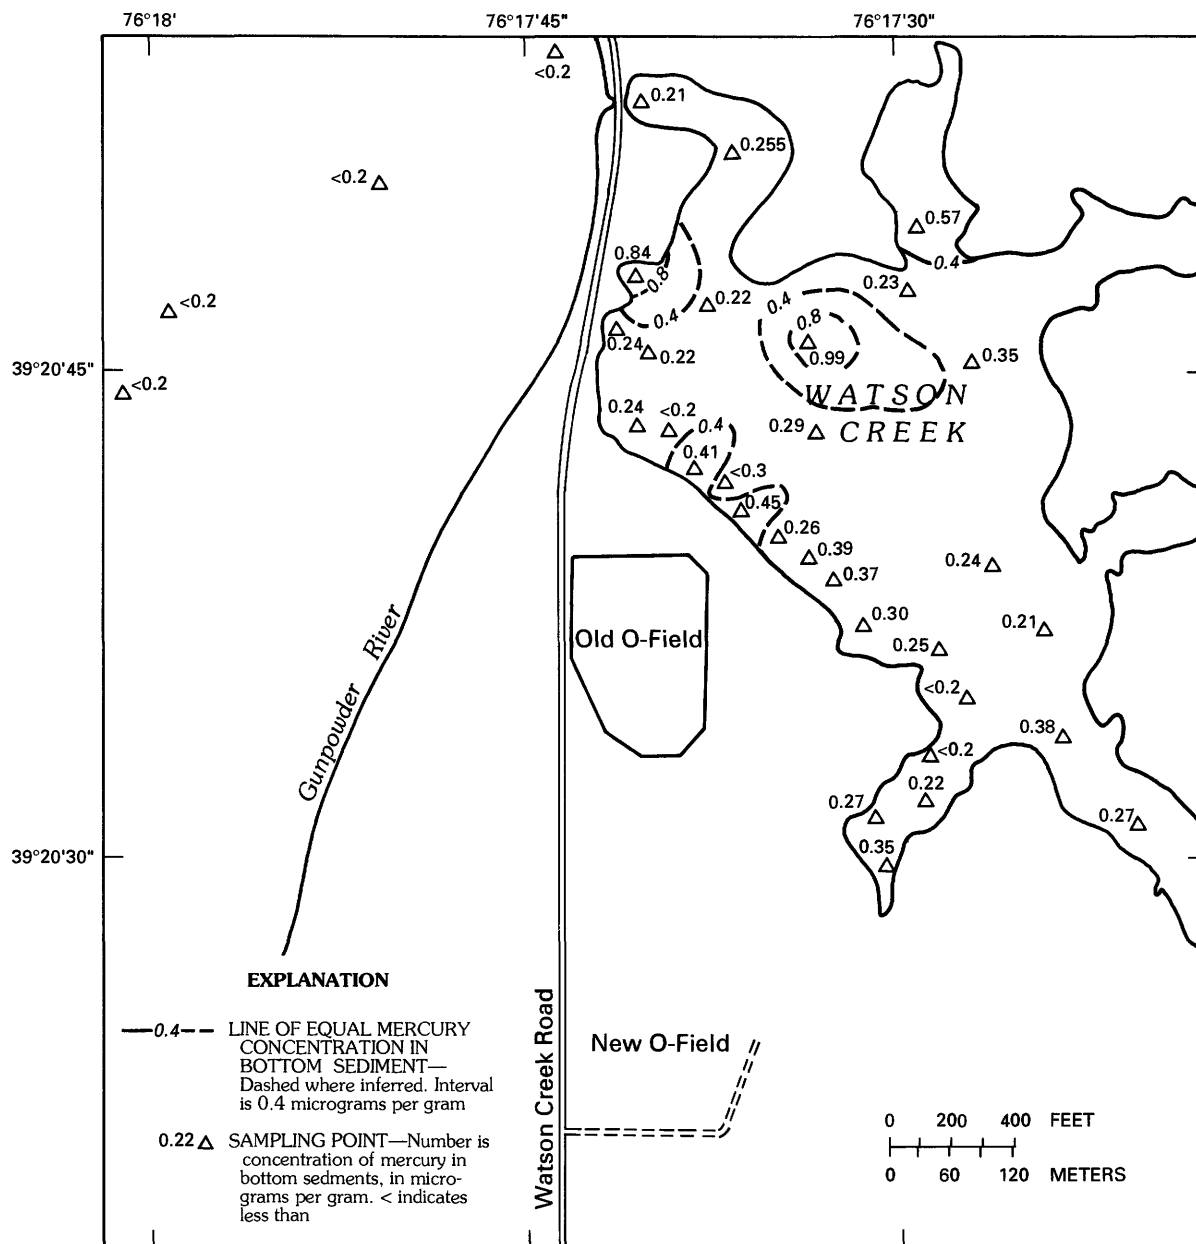 76°18'
76°17'45"
76°17'30"
<0.2
0.21
0.255
<0.2
0.57
0.4
0.84
0.8
0.23
<0.2
0.22
0.4
0.4
0.8
0.24
0.22
0.99
0.35
39°20'45"
<0.2
WATSON
CREEK
0.24
<0.2
0.4
0.29
0.41
<0.3
0.45
0.26
0.39
0.37
0.24
0.30
0.21
0.25
Old O-Field
Gunpowder River
<0.2
0.38
<0.2
0.22
0.27
0.27
0.35
39°20'30"
EXPLANATION
0.4
LINE OF EQUAL MERCURY
CONCENTRATION IN
BOTTOM SEDIMENT—
Dashed where inferred. Interval
is 0.4 micrograms per gram
0.22
SAMPLING POINT—Number is
concentration of mercury in
bottom sedments, in micro-
grams per gram. < indicates
less than
Watson Creek Road
New O-Field
0 200 400 FEET
0 60 120 METERS